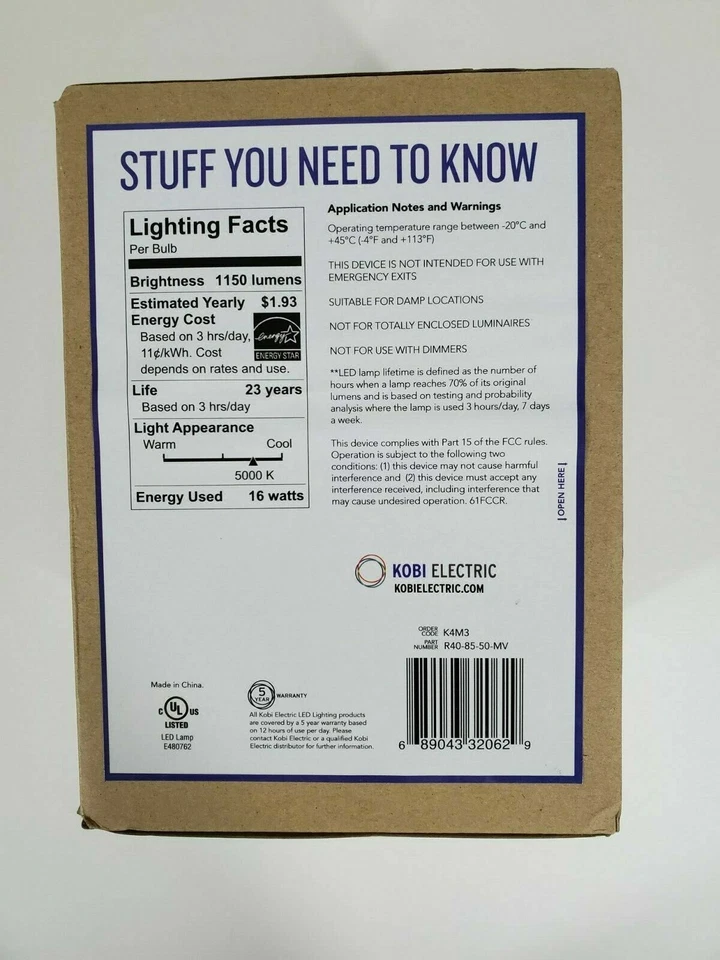 STUFF YOU NEED TO KNOW
Lighting Facts
Per Bulb
Brightness 1150 lumens
Estimated Yearly $1.93
Energy Cost
Based on 3 hrs/day,
11¢/kWh. Cost
depends on rates and use.
energy
ENERGY STAR
Life 23 years
Based on 3 hrs/day
Light Appearance
Warm Cool
5000 K
Energy Used 16 watts
Application Notes and Warnings
Operating temperature range between -20°C and
+45°C (-4°F and +113°F)
THIS DEVICE IS NOT INTENDED FOR USE WITH
EMERGENCY EXITS
SUITABLE FOR DAMP LOCATIONS
NOT FOR TOTALLY ENCLOSED LUMINAIRES
NOT FOR USE WITH DIMMERS
**LED lamp lifetime is defined as the number of
hours when a lamp reaches 70% of its original
lumens and is based on testing and probability
analysis where the lamp is used 3 hours/day, 7 days
a week.
This device complies with Part 15 of the FCC rules.
Operation is subject to the following two
conditions: (1) this device may not cause harmful
interference and (2) this device must accept any
interference received, including interference that
may cause undesired operation. 61FCCR.
| OPEN HERE |
KOBI ELECTRIC
KOBIELECTRIC.COM
ORDER CODE K4M3
PART NUMBER R40-85-50-MV
6 89043 32062 9
Made in China.
C UL US
LISTED
LED Lamp
E480762
5 YEAR WARRANTY
All Kobi Electric LED Lighting products
are covered by a 5 year warranty based
on 12 hours of use per day. Please
contact Kobi Electric or a qualified Kobi
Electric distributor for further information.